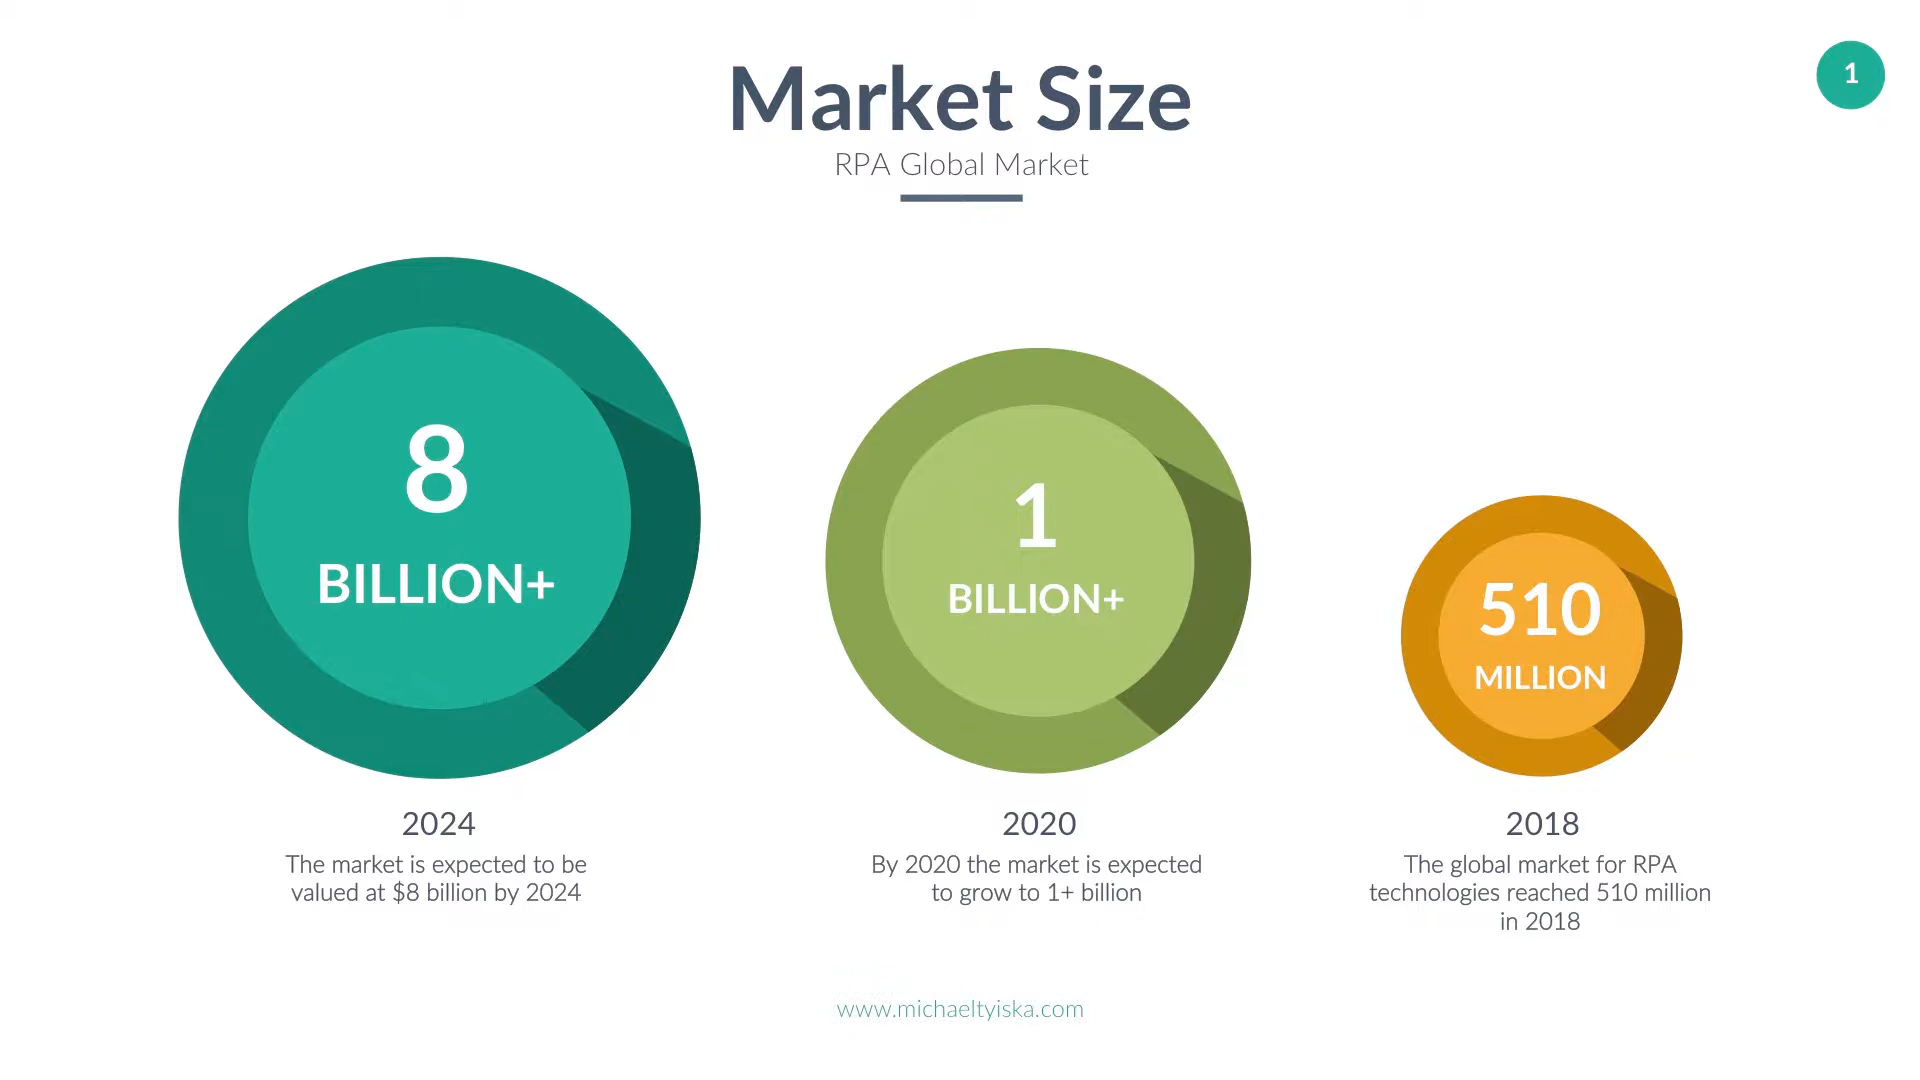 Market Size
1
RPA Global Market
8
BILLION+
2024
The market is expected to be
valued at $8 billion by 2024
1
BILLION+
2020
By 2020 the market is expected
to grow to 1+ billion
510
MILLION
2018
The global market for RPA
technologies reached 510 million
in 2018
www.michaeltyiska.com